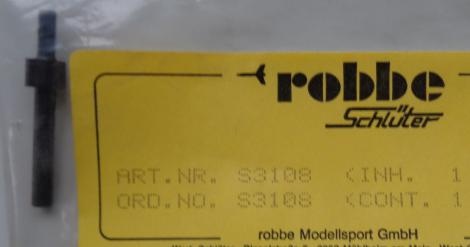 robbe
Schlüter
ART.NR. S3108 <INH. 1
ORD.NO. S3108 <CONT. 1
robbe Modellsport GmbH